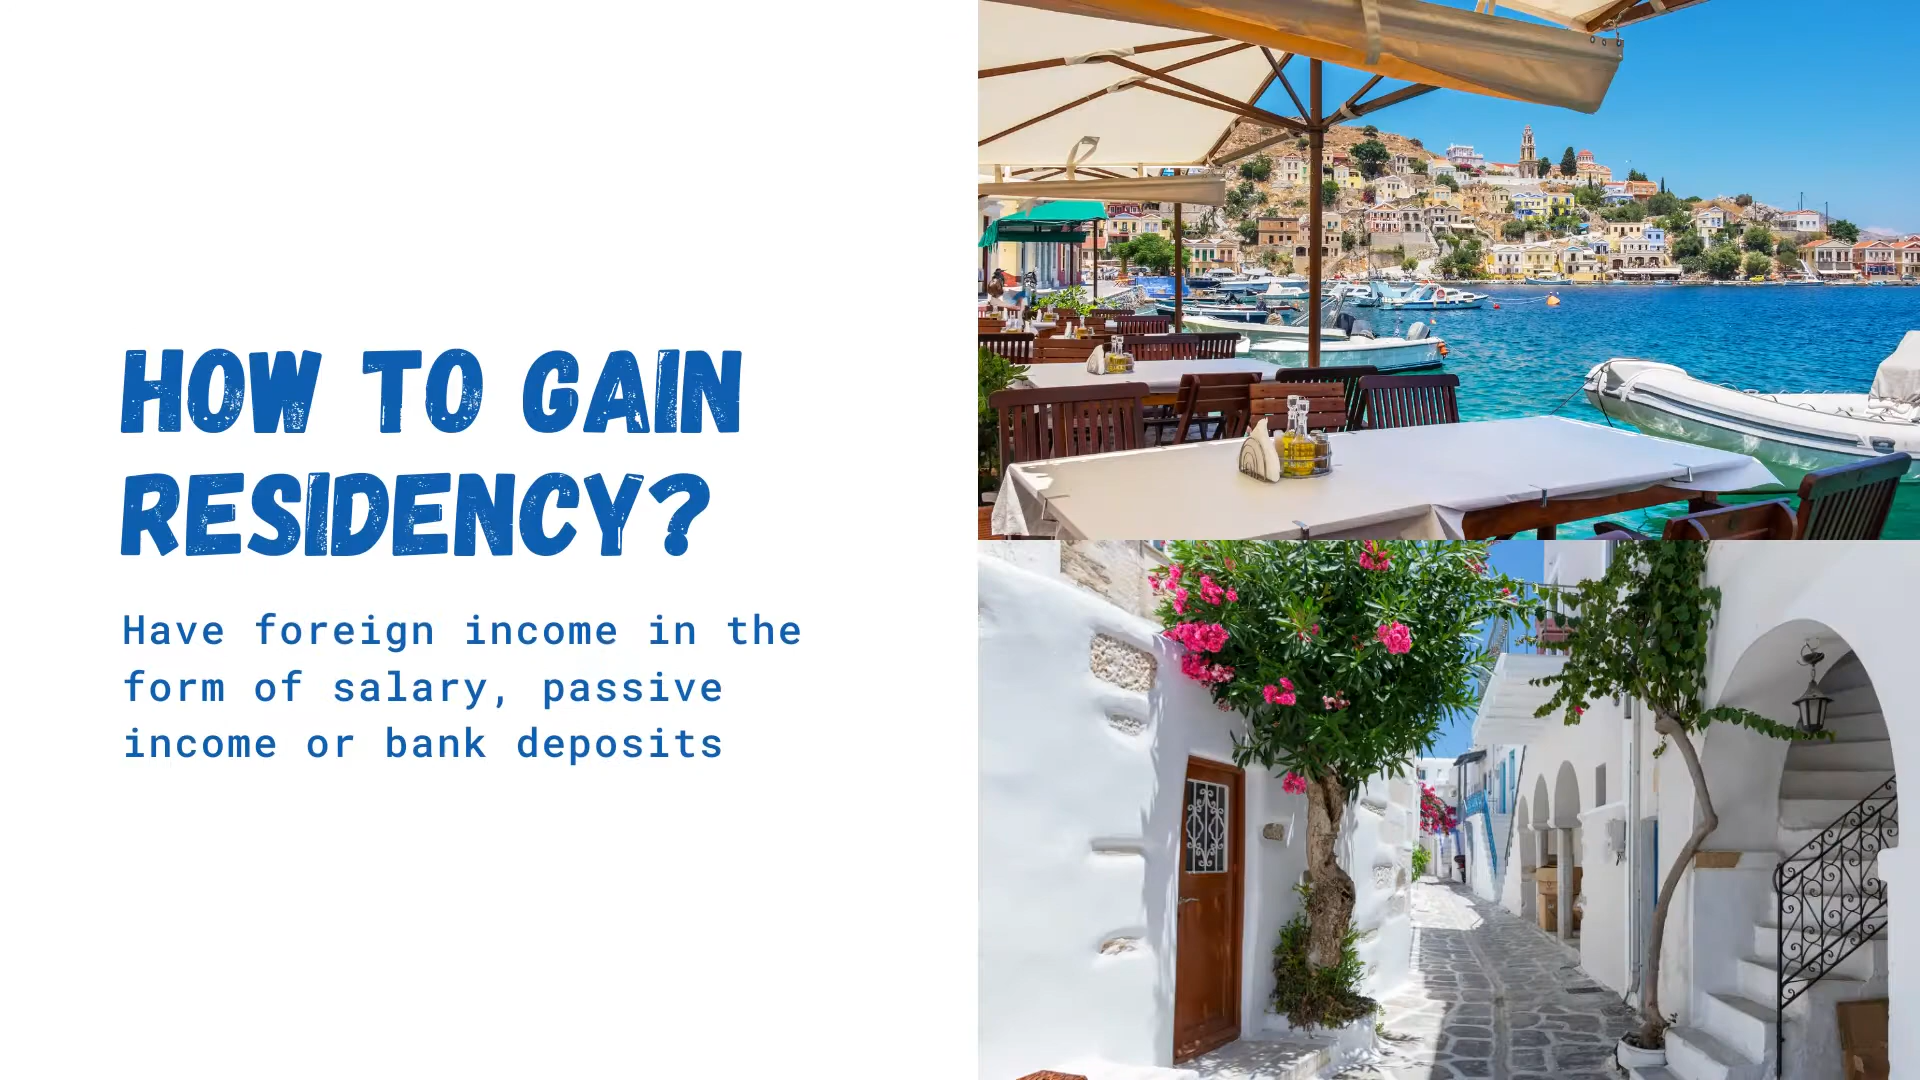 HOW TO GAIN
RESIDENCY?
Have foreign income in the
form of salary, passive
income or bank deposits